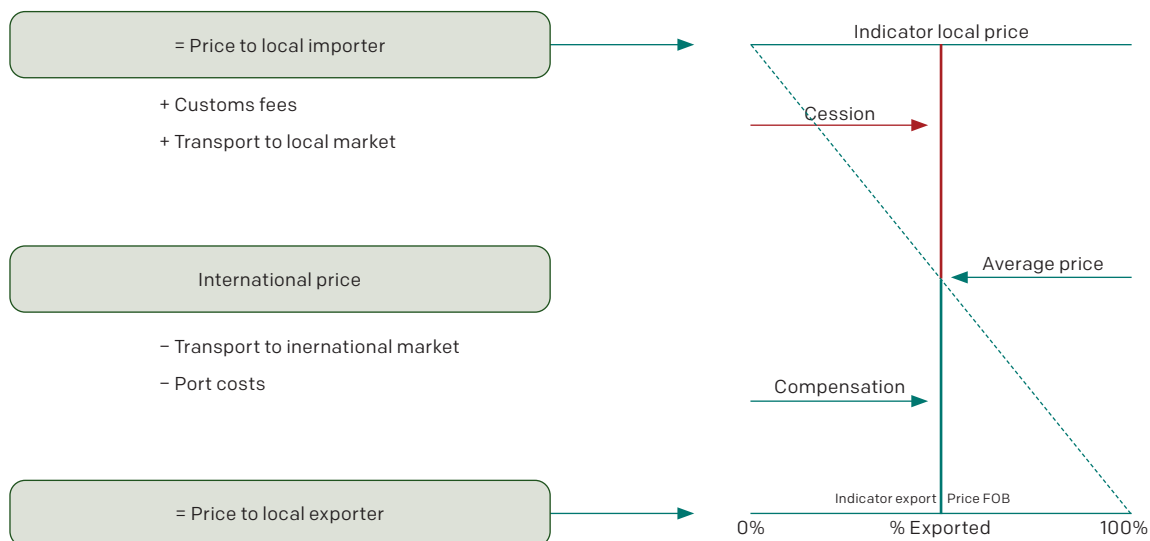 = Price to local importer
+ Customs fees
+ Transport to local market
International price
− Transport to inernational market
− Port costs
= Price to local exporter
Indicator local price
Cession
Average price
Compensation
Indicator export Price FOB
0% % Exported 100%